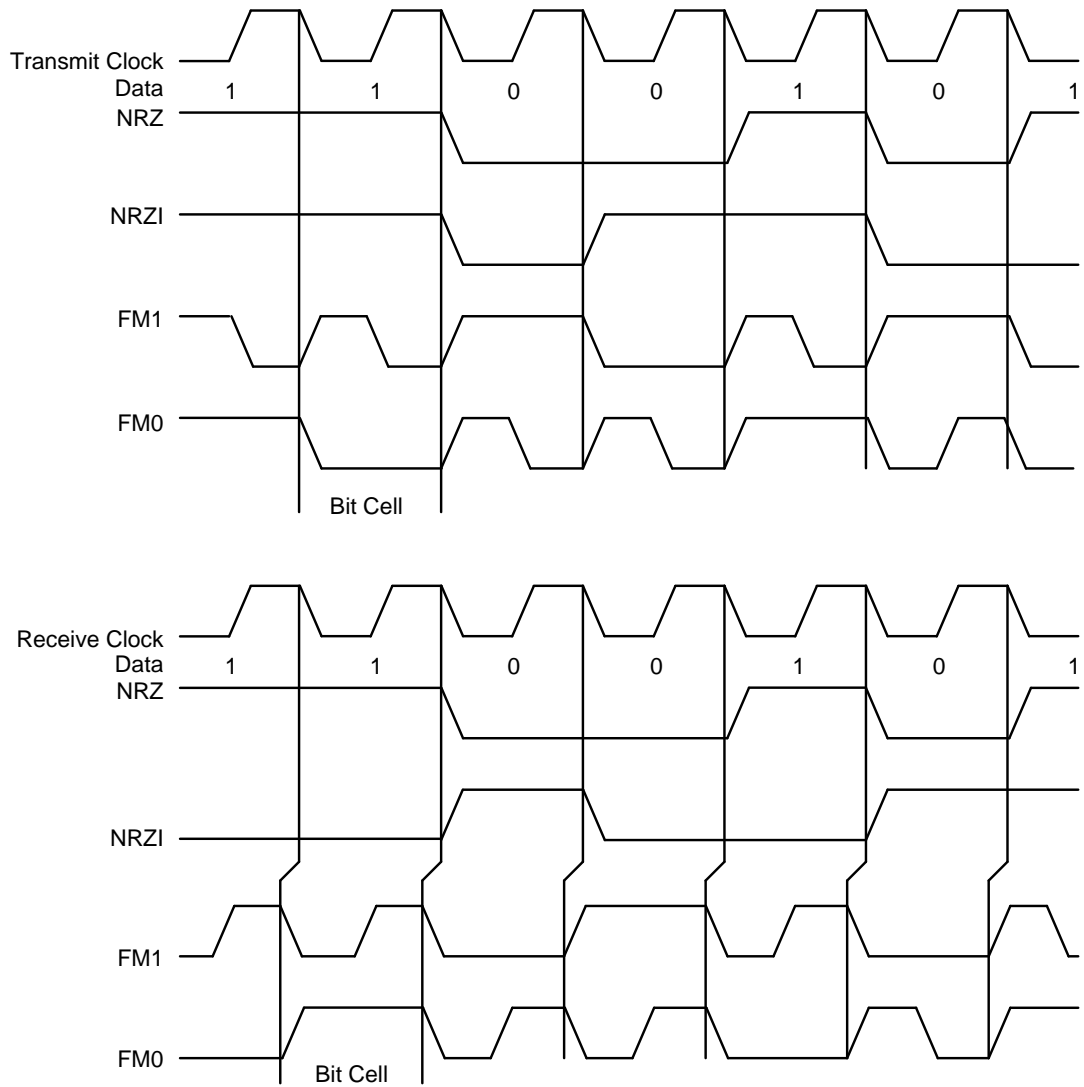 Transmit Clock
Data 1 1 0 0 1 0 1
NRZ
NRZI
FM1
FM0
Bit Cell
Receive Clock
Data 1 1 0 0 1 0 1
NRZ
NRZI
FM1
FM0
Bit Cell